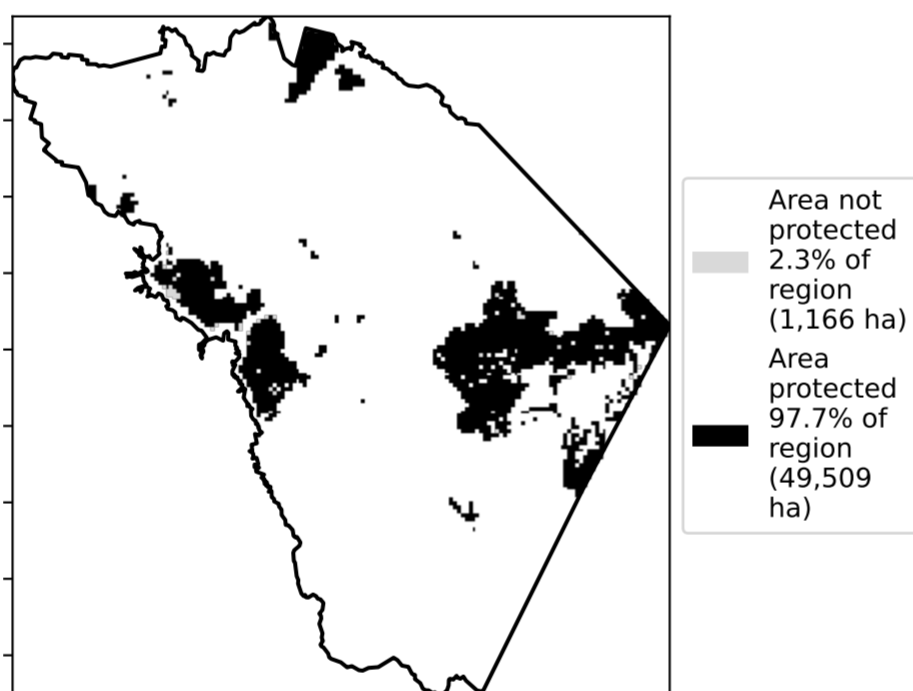 Area not
protected
2.3% of
region
(1,166 ha)
Area
protected
97.7% of
region
(49,509
ha)